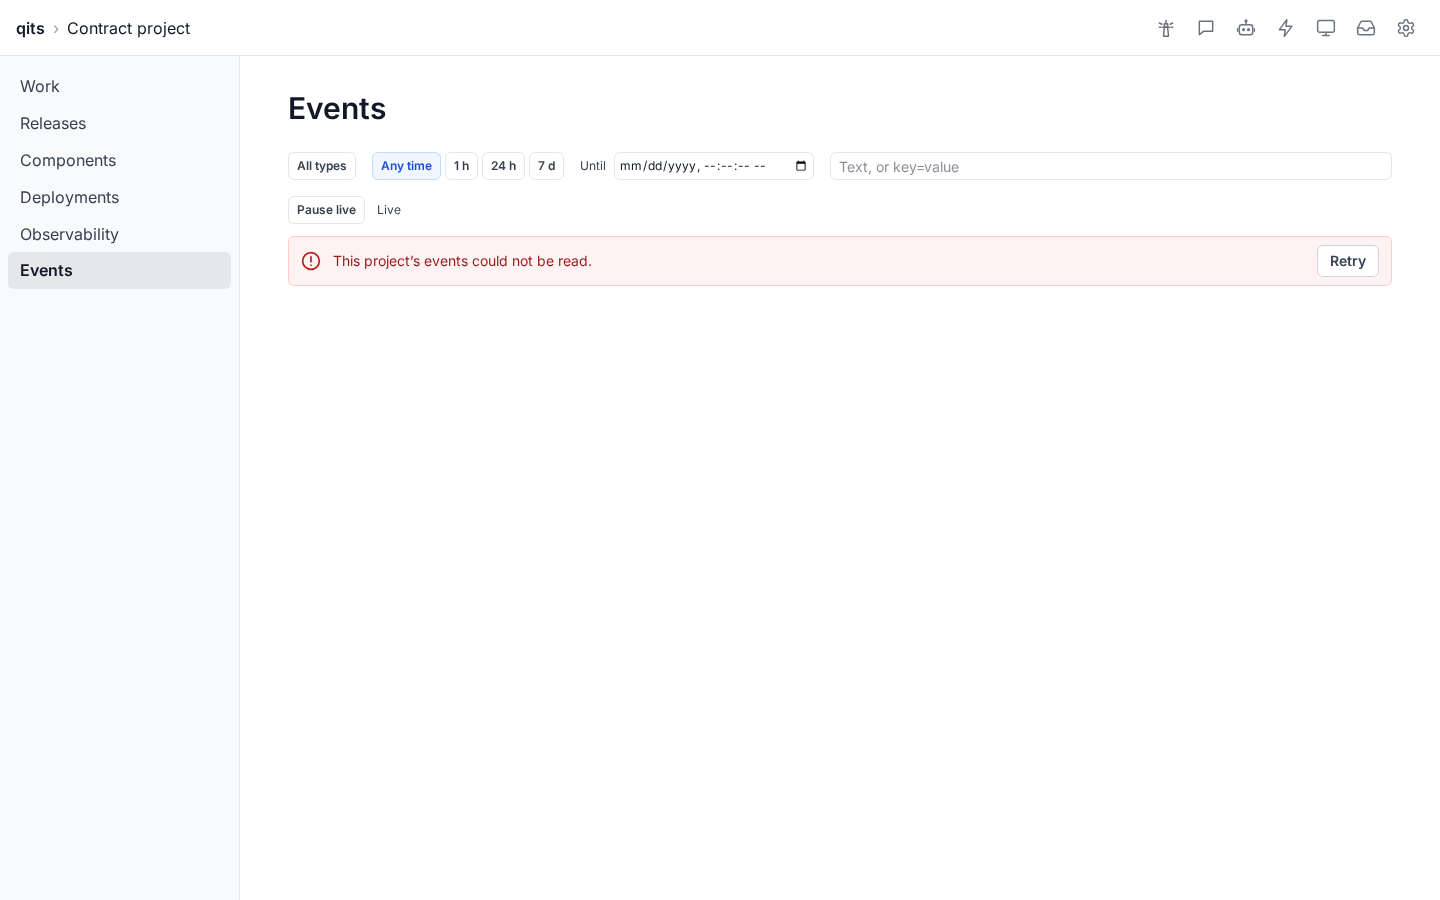 qits › Contract project
Work
Releases
Components
Deployments
Observability
Events
Events
All types Any time 1 h 24 h 7 d Until mm/dd/yyyy, --:--:-- -- Text, or key=value
Pause live Live
This project’s events could not be read. Retry